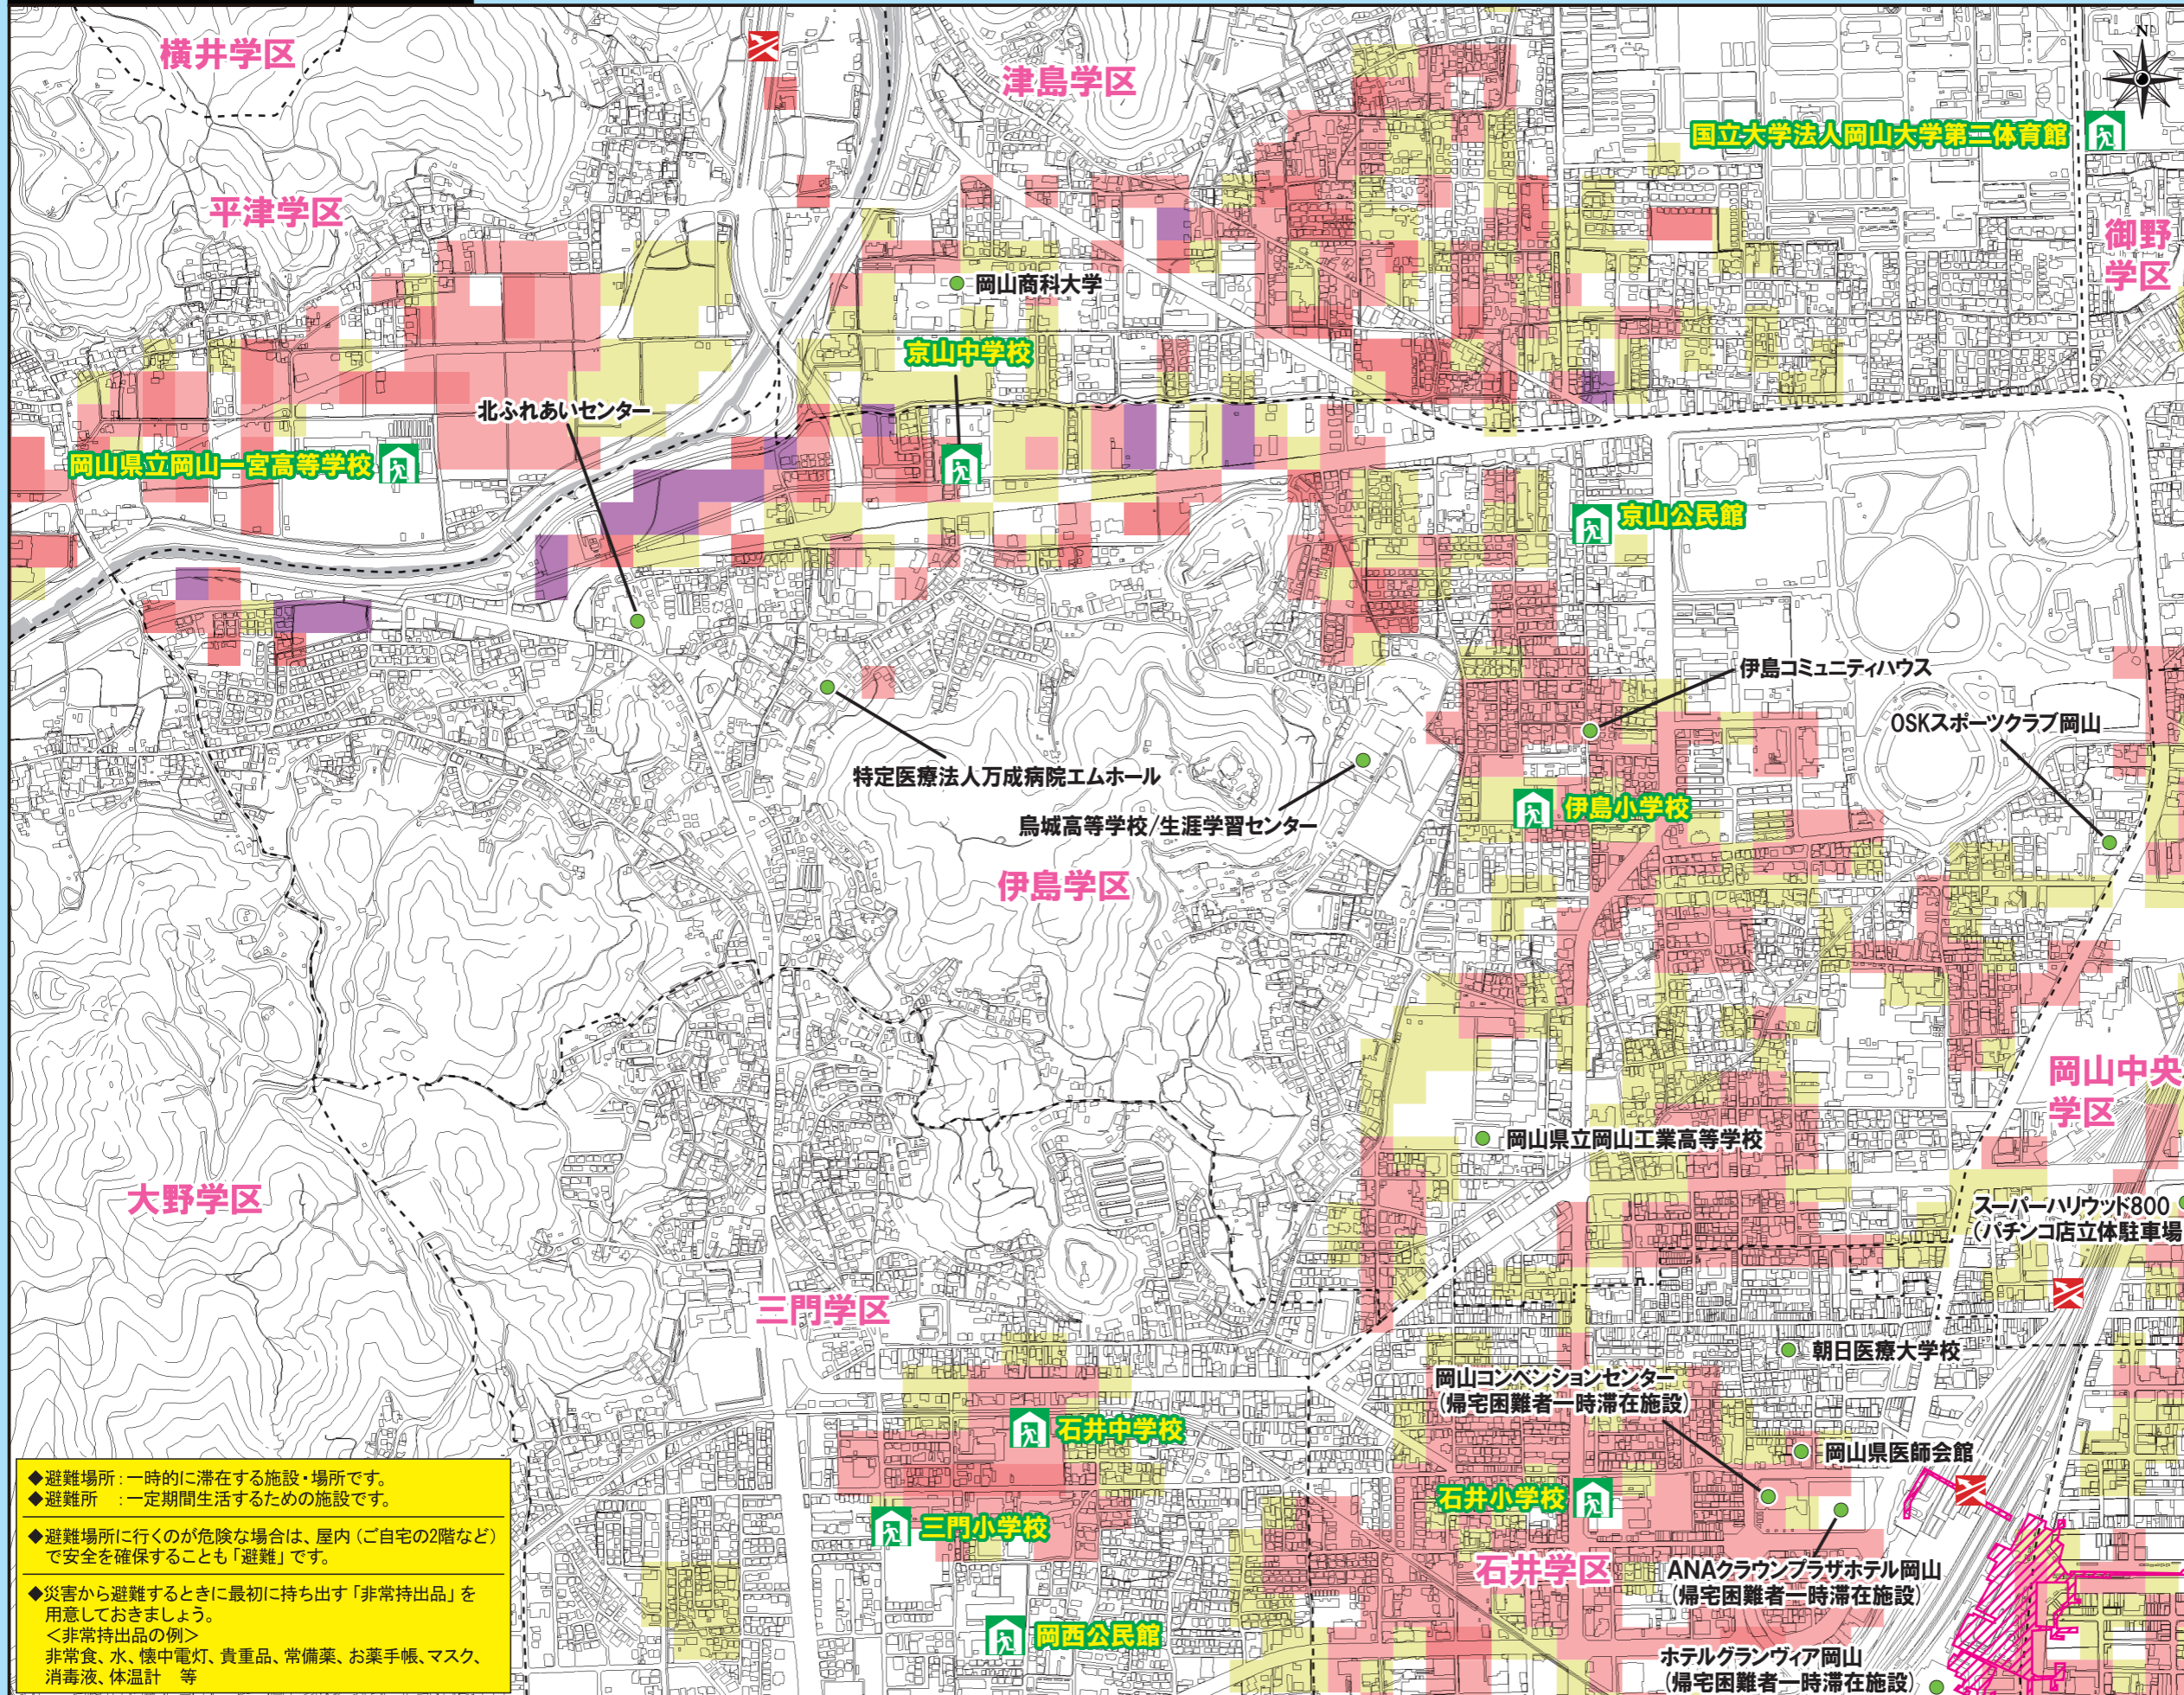 横井学区
津島学区
N
国立大学法人岡山大学第二体育館
平津学区
御野
学区
岡山商科大学
京山中学校
北ふれあいセンター
岡山県立岡山一宮高等学校
京山公民館
伊島コミュニティハウス
OSKスポーツクラブ岡山
特定医療法人万成病院エムホール
伊島小学校
烏城高等学校/生涯学習センター
伊島学区
岡山中央
学区
岡山県立岡山工業高等学校
大野学区
スーパーハリウッド800
(パチンコ店立体駐車場
三門学区
朝日医療大学校
岡山コンベンションセンター
(帰宅困難者一時滞在施設)
石井中学校
岡山県医師会館
石井小学校
三門小学校
石井学区
ANAクラウンプラザホテル岡山
(帰宅困難者一時滞在施設)
岡西公民館
ホテルグランヴィア岡山
(帰宅困難者一時滞在施設)
◆避難場所:一時的に滞在する施設・場所です。
◆避難所 :一定期間生活するための施設です。
◆避難場所に行くのが危険な場合は、屋内(ご自宅の2階など)
で安全を確保することも「避難」です。
◆災害から避難するときに最初に持ち出す「非常持出品」を
用意しておきましょう。
<非常持出品の例>
非常食、水、懐中電灯、貴重品、常備薬、お薬手帳、マスク、
消毒液、体温計 等